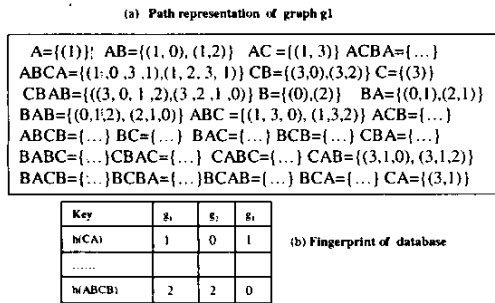 (a) Path representation of graph g1
A={(1)}; AB={(1, 0), (1,2)} AC ={(1, 3)} ACBA={...}
ABCA={(1,0 ,3 ,1),(1, 2, 3, 1)} CB={(3,0),(3,2)} C={(3)}
CBAB={((3, 0, 1 ,2),(3 ,2 ,1 ,0)} B={(0),(2)} BA={(0,1),(2,1)}
BAB={(0,1,2), (2,1,0)} ABC ={(1, 3, 0), (1,3,2)} ACB={...}
ABCB={...} BC={...} BAC={...} BCB={...} CBA={...}
BABC={...}CBAC={...} CABC={...} CAB={(3,1,0), (3,1,2)}
BACB={...}BCBA={...}BCAB={...} BCA={...} CA={(3,1)}
Key g₁ g₂
h(CA) 1 0 1
(b) Fingerprint of database
......
h(ABCB) 2 2 0